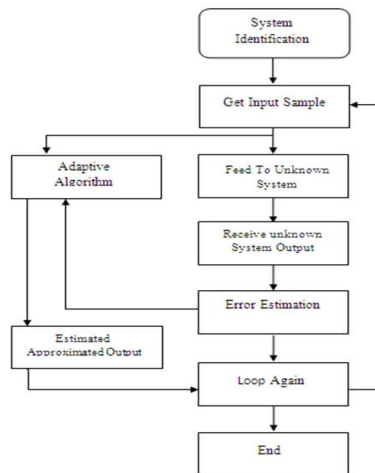 System
Identification
Get Input Sample
Adaptive
Algorithm
Feed To Unknown
System
Receive unknown
System Output
Error Estimation
Estimated
Approximated Output
Loop Again
End